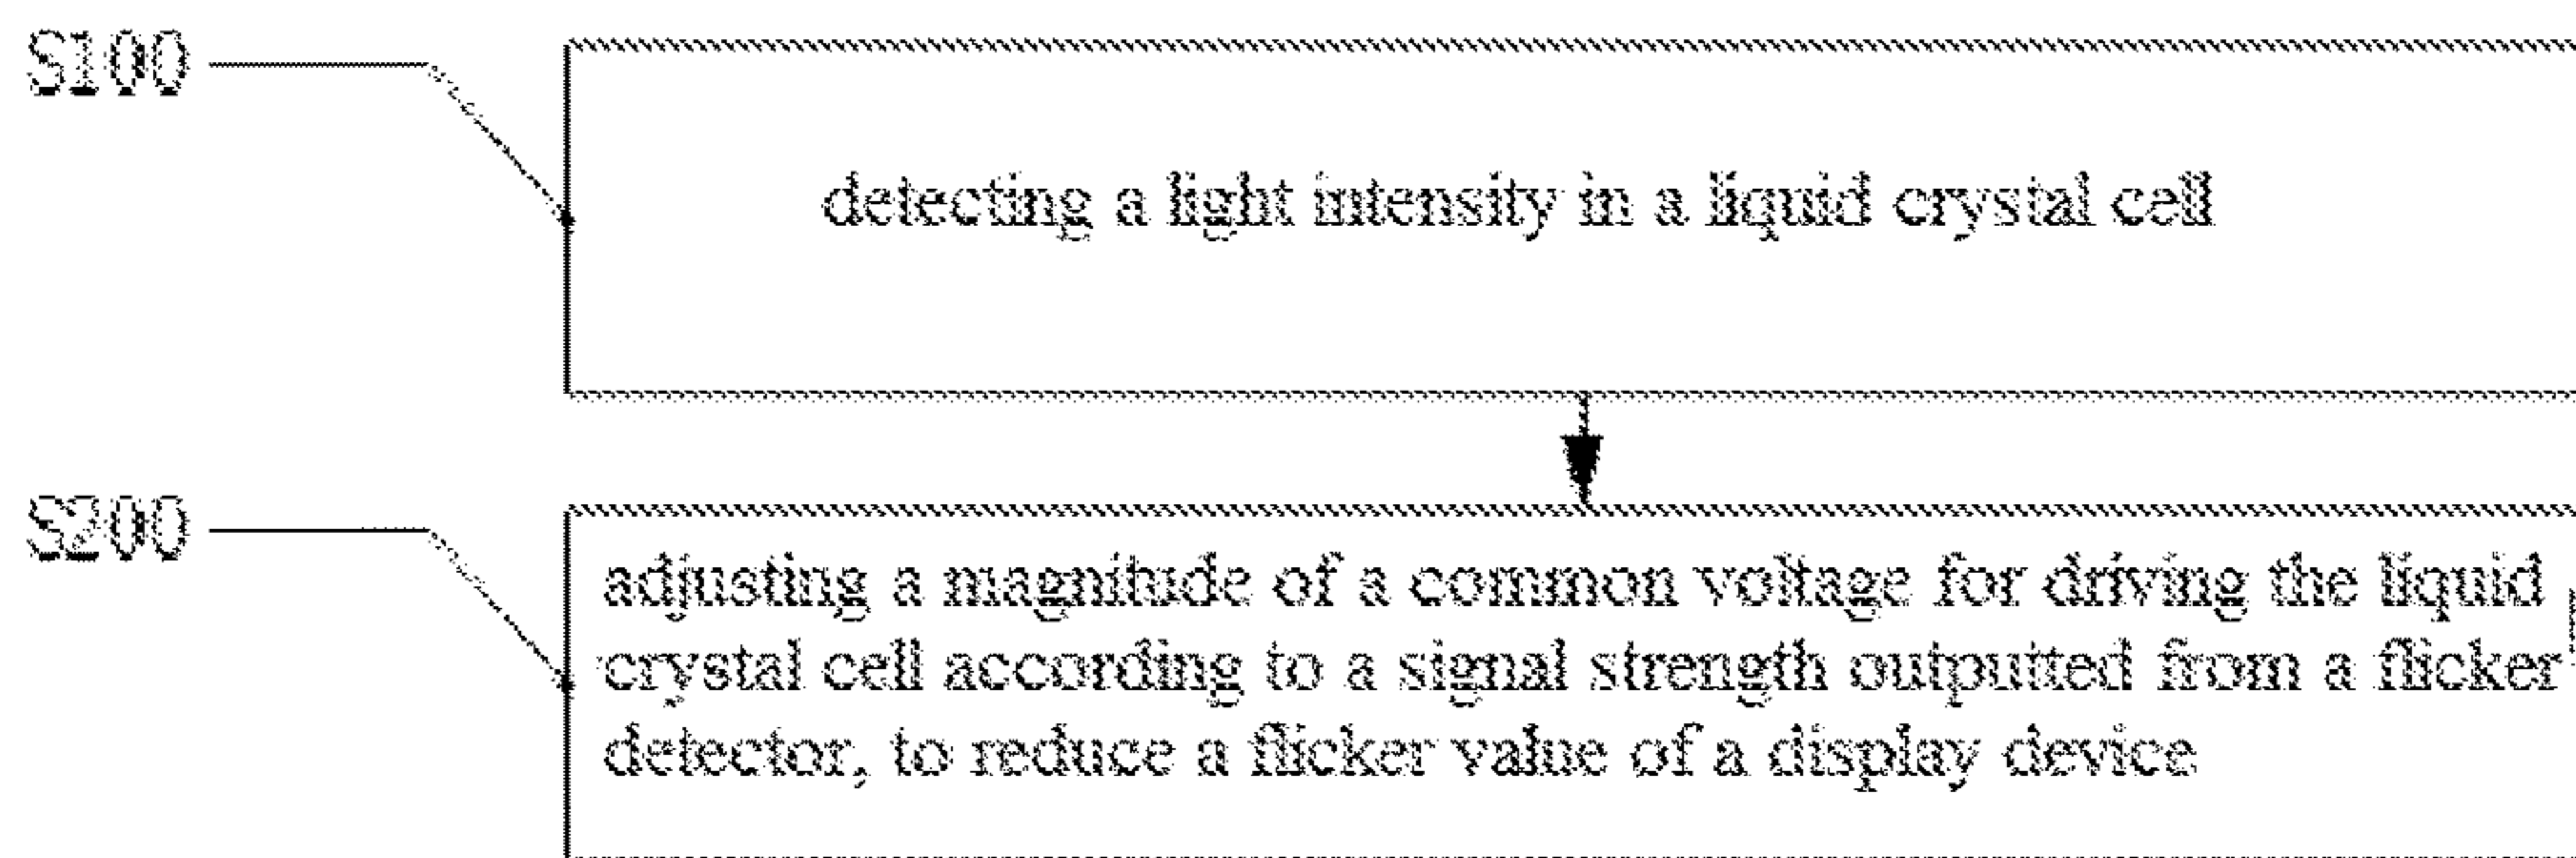 S100
detecting a light intensity in a liquid crystal cell
S200
adjusting a magnitude of a common voltage for driving the liquid
crystal cell according to a signal strength outputted from a flicker
detector, to reduce a flicker value of a display device